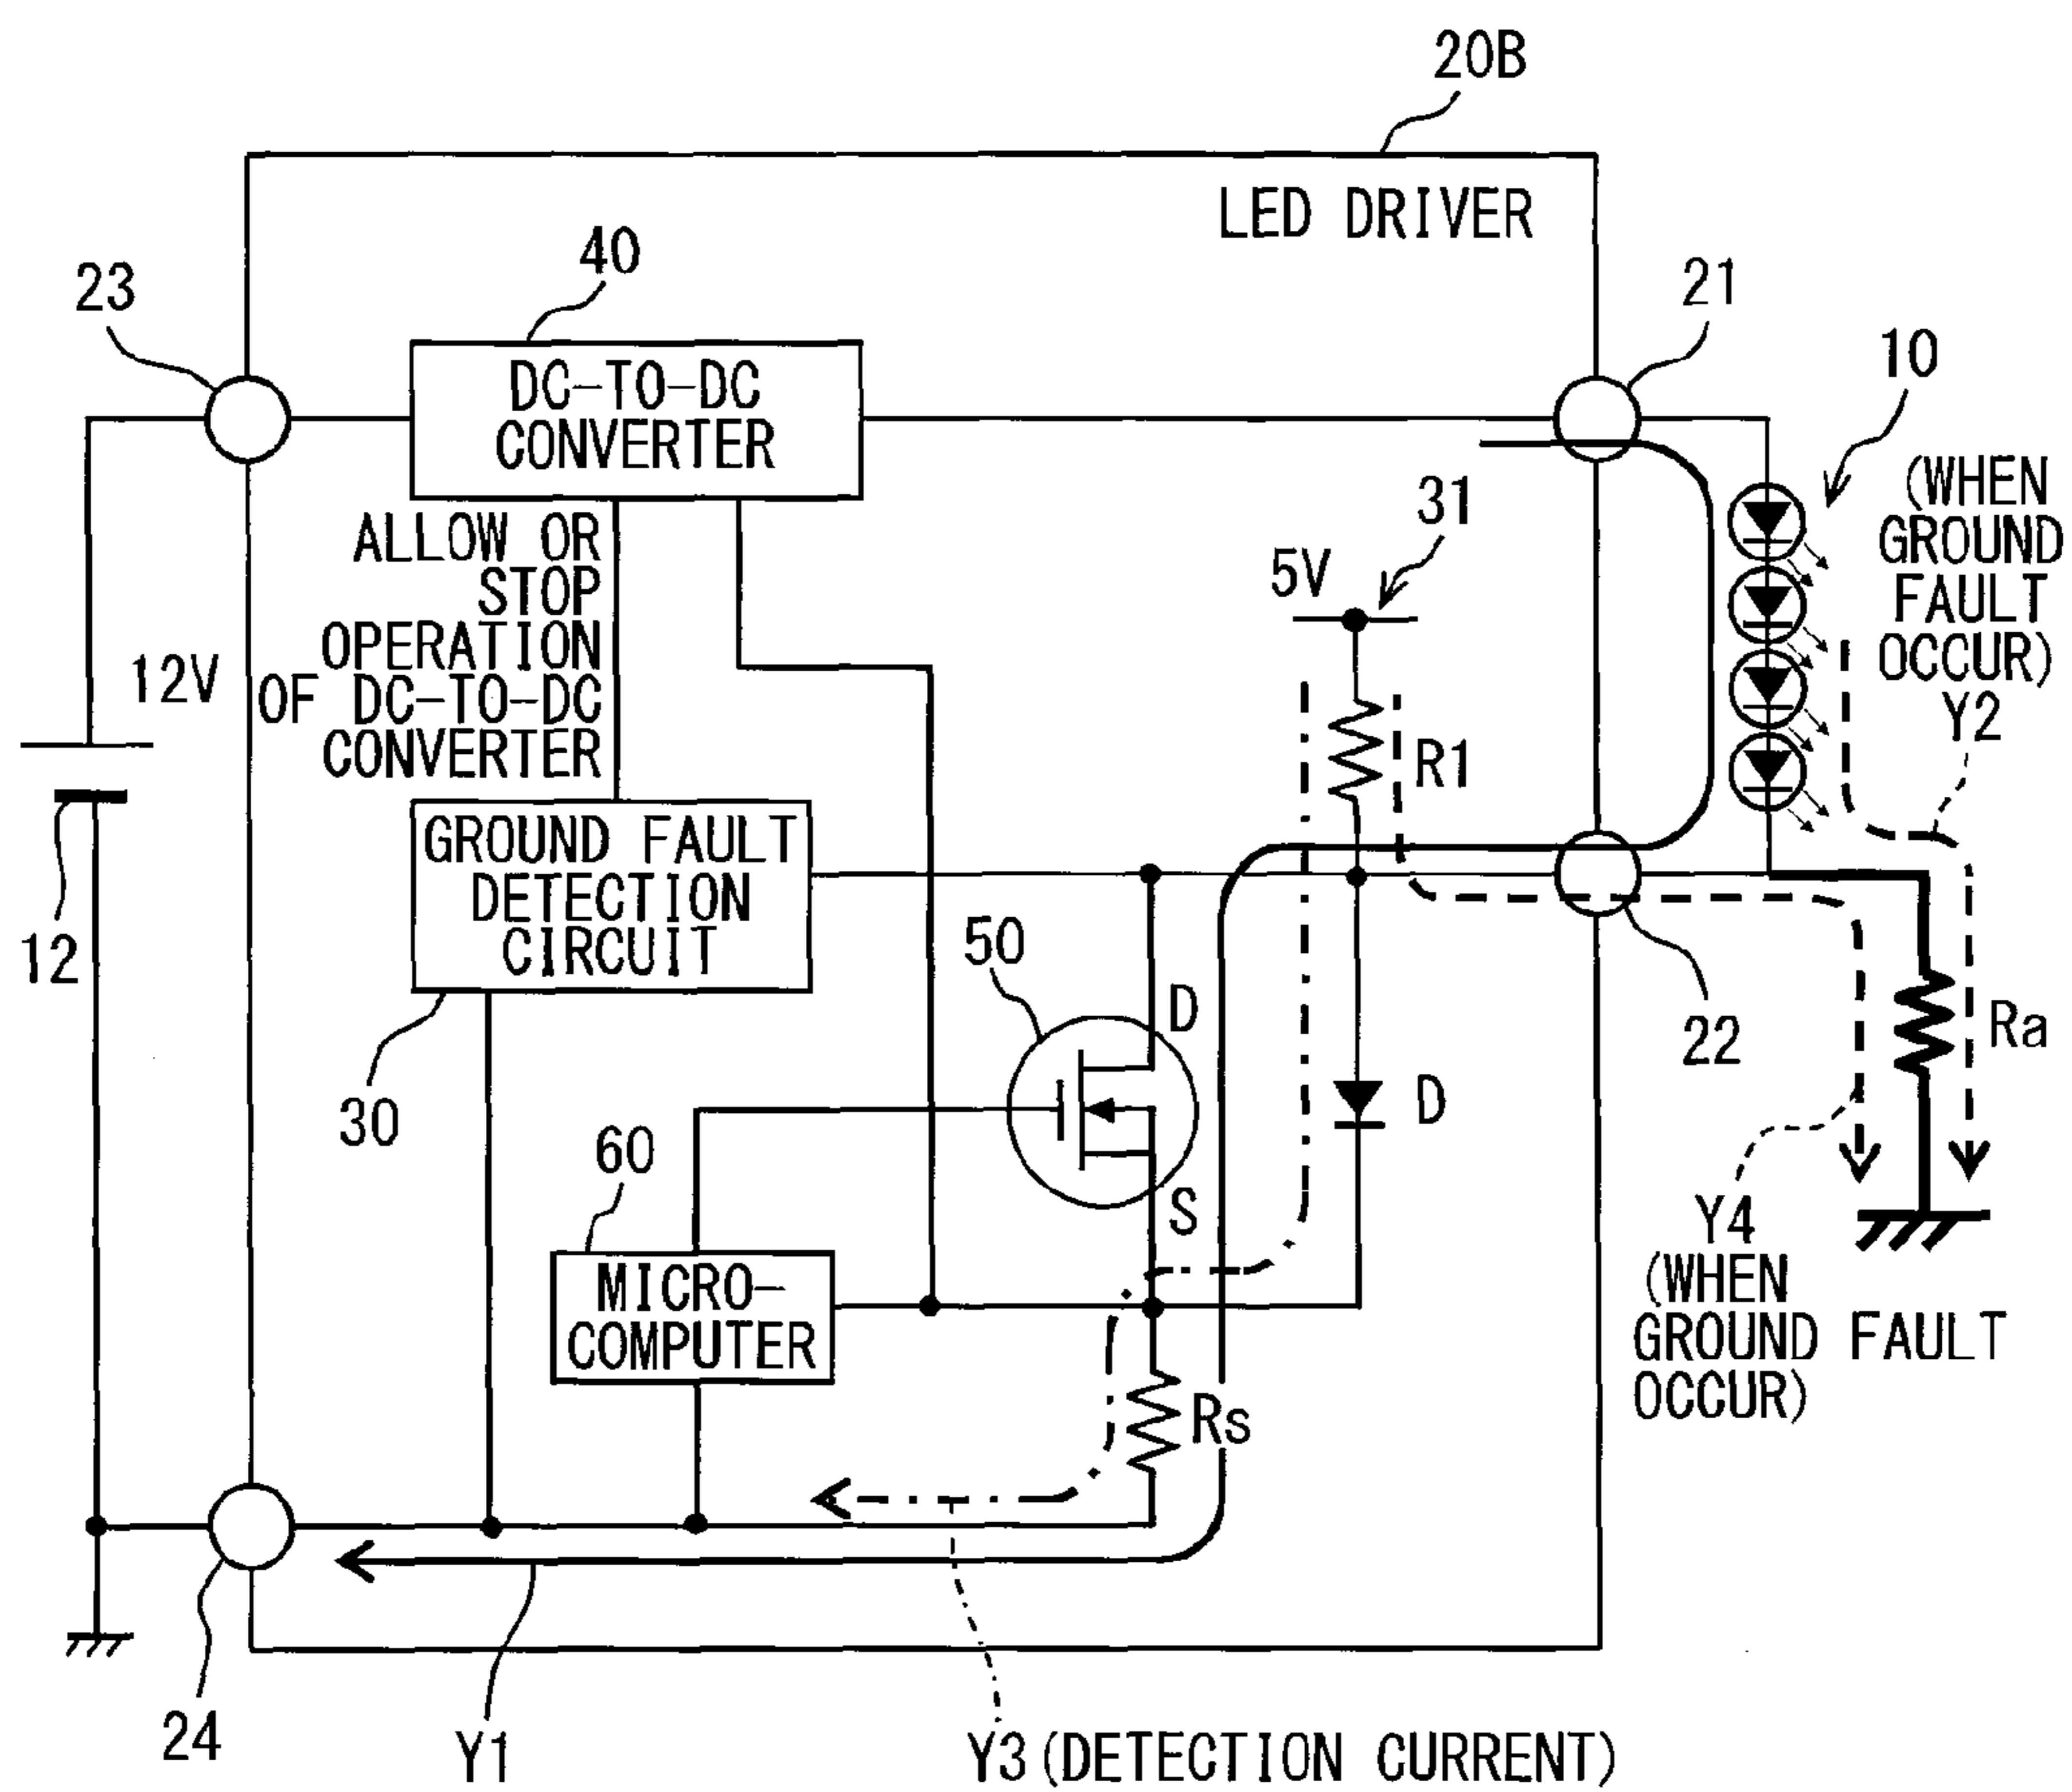 20B
LED DRIVER
40
23
21
10
DC-TO-DC
CONVERTER
(WHEN
GROUND
FAULT
OCCUR)
Y2
31
5V
ALLOW OR
STOP
OPERATION
OF DC-TO-DC
CONVERTER
12V
R1
GROUND FAULT
DETECTION
CIRCUIT
12
50
D
22
Ra
30
D
60
S
Y4
(WHEN
GROUND FAULT
OCCUR)
MICRO-
COMPUTER
Rs
24
Y1
Y3(DETECTION CURRENT)